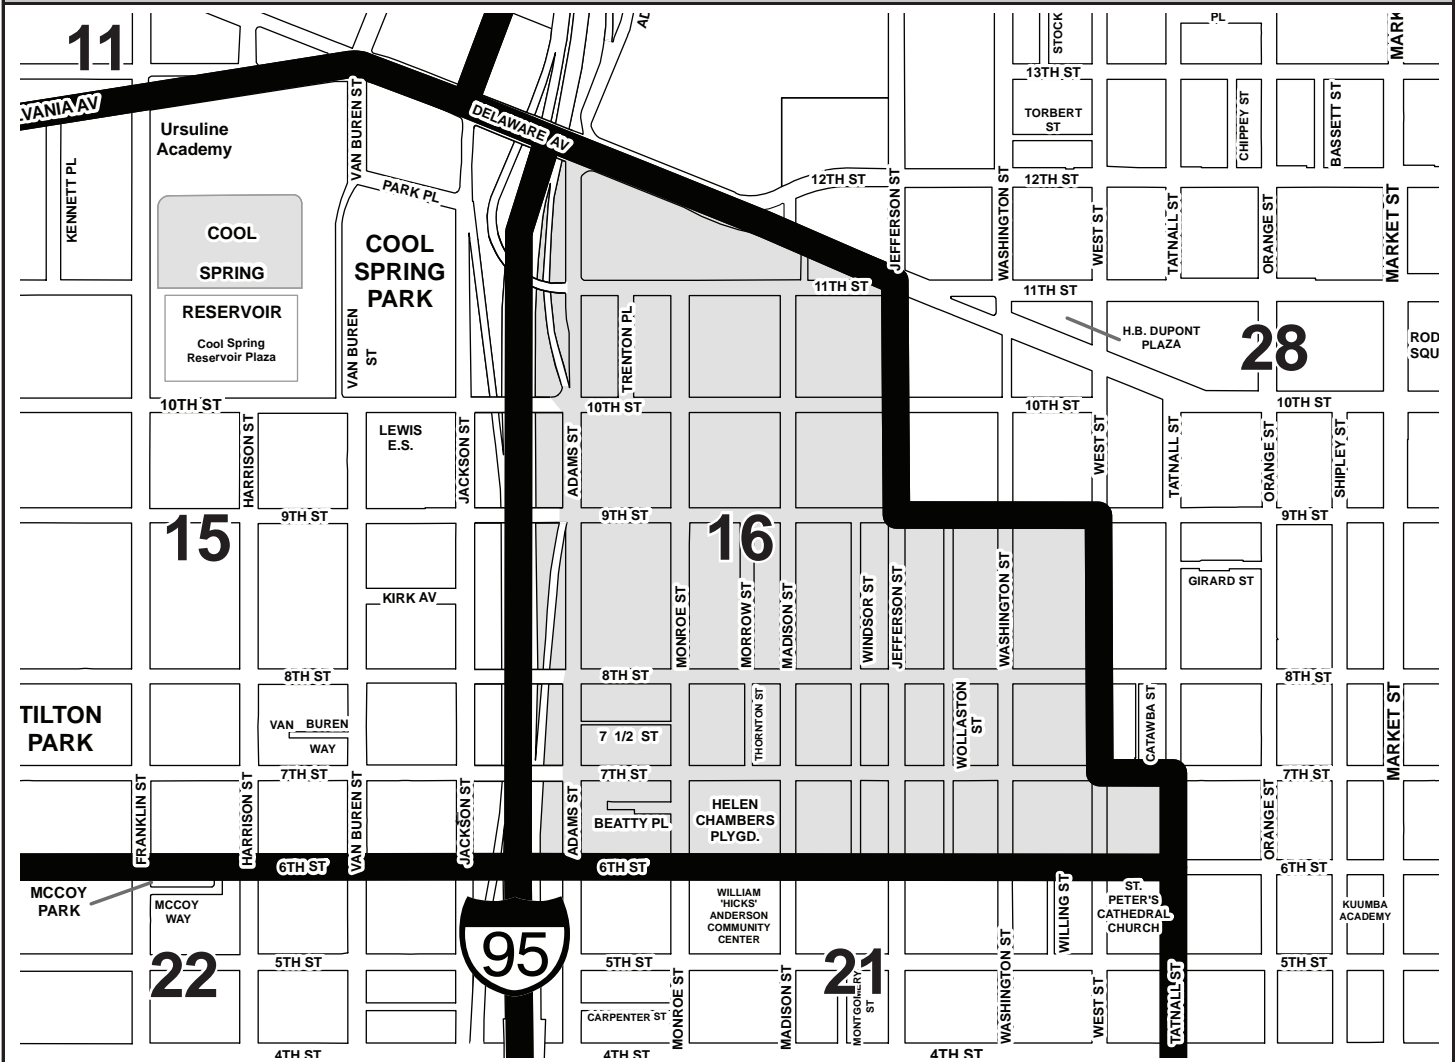 11
STOCK
PL
MARK
13TH ST
LVANIA AV
VAN BUREN ST
DELAWARE AV
TORBERT
ST
CHIPPEY ST
BASSETT ST
Ursuline
Academy
KENNETT PL
PARK PL
12TH ST
JEFFERSON ST
WASHINGTON ST
12TH ST
WEST ST
TATNALL ST
ORANGE ST
MARKET ST
COOL
SPRING
COOL
SPRING
PARK
RESERVOIR
Cool Spring
Reservoir Plaza
VAN BUREN
ST
TRENTON PL
11TH ST
11TH ST
H.B. DUPONT
PLAZA
28
ROD
SQU
10TH ST
10TH ST
10TH ST
10TH ST
HARRISON ST
LEWIS
E.S.
JACKSON ST
ADAMS ST
WEST ST
TATNALL ST
ORANGE ST
SHIPLEY ST
15
9TH ST
9TH ST
16
9TH ST
KIRK AV
MONROE ST
MORROW ST
MADISON ST
WINDSOR ST
JEFFERSON ST
WASHINGTON ST
GIRARD ST
8TH ST
8TH ST
8TH ST
TILTON
PARK
VAN BUREN
WAY
7 1/2 ST
THORNTON ST
WOLLASTON
ST
CATAWBA ST
MARKET ST
7TH ST
7TH ST
7TH ST
FRANKLIN ST
HARRISON ST
VAN BUREN ST
JACKSON ST
ADAMS ST
BEATTY PL
HELEN
CHAMBERS
PLYGD.
ORANGE ST
6TH ST
6TH ST
6TH ST
MCCOY
PARK
MCCOY
WAY
WILLIAM
'HICKS'
ANDERSON
COMMUNITY
CENTER
WILLING ST
ST.
PETER'S
CATHEDRAL
CHURCH
KUUMBA
ACADEMY
22
95
21
5TH ST
5TH ST
5TH ST
MONROE ST
MADISON ST
MONTGOMERY
ST
WASHINGTON ST
WEST ST
TATNALL ST
CARPENTER ST
4TH ST
4TH ST
4TH ST